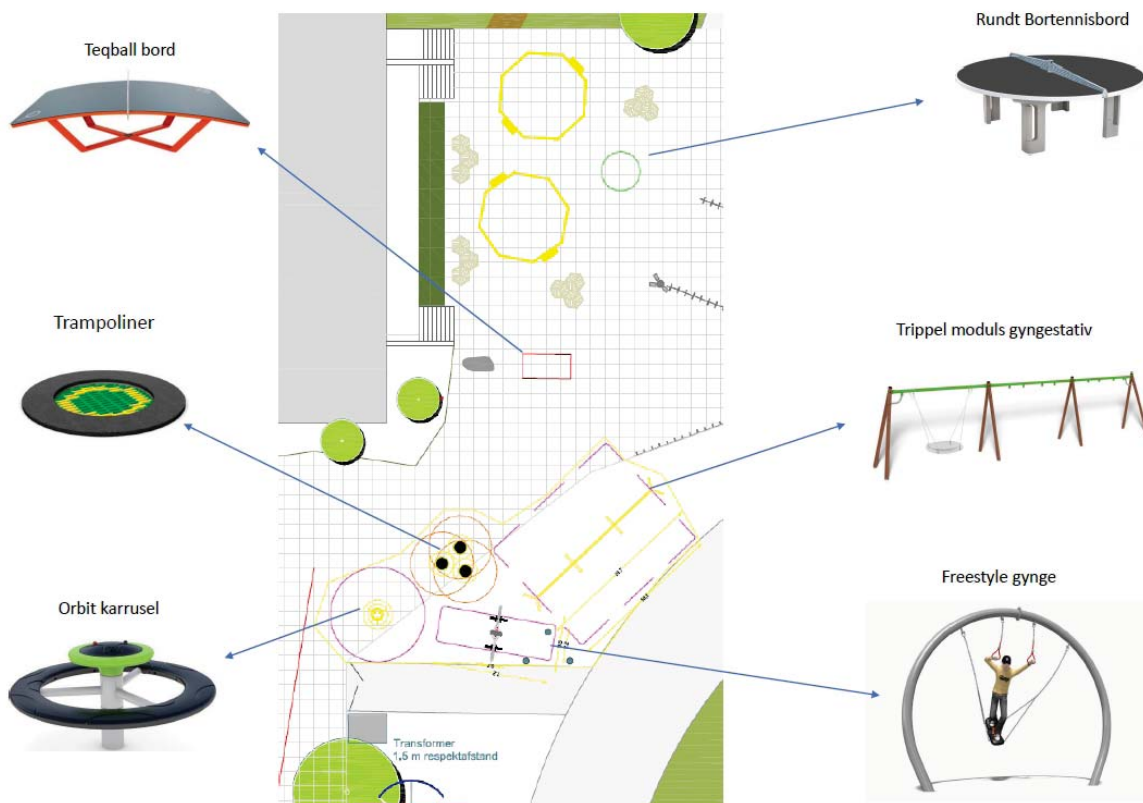 Teqball bord
Rundt Bortennisbord
Trampoliner
Trippel moduls gyngestativ
Orbit karrusel
Freestyle gynge
Transformer
1,5 m respektafstand